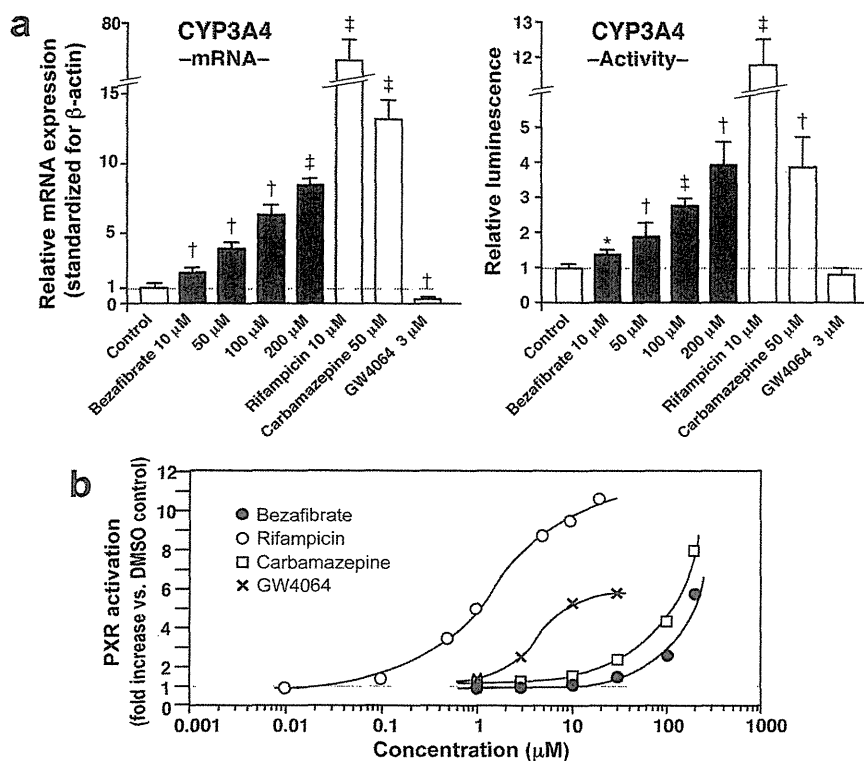 a
CYP3A4
–mRNA–
Relative mRNA expression
(standardized for β-actin)
80
15
10
5
1
0
†
†
†
‡
‡
‡
†
Control
Bezafibrate 10 μM
50 μM
100 μM
200 μM
Rifampicin 10 μM
Carbamazepine 50 μM
GW4064 3 μM
CYP3A4
–Activity–
Relative luminescence
13
12
5
4
3
2
1
0
*
†
‡
†
‡
†
Control
Bezafibrate 10 μM
50 μM
100 μM
200 μM
Rifampicin 10 μM
Carbamazepine 50 μM
GW4064 3 μM
b
PXR activation
(fold increase vs. DMSO control)
12
10
8
6
4
2
1
0
Bezafibrate
Rifampicin
Carbamazepine
GW4064
0.001
0.01
0.1
1
10
100
1000
Concentration (μM)